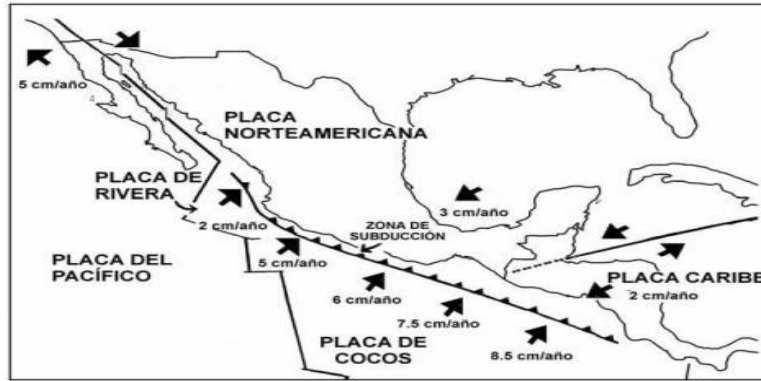 5 cm/año
PLACA
NORTEAMERICANA
PLACA DE
RIVERA
2 cm/año
3 cm/año
ZONA DE
SUBDUCCIÓN
PLACA DEL
PACÍFICO
5 cm/año
6 cm/año
PLACA CARIBE
2 cm/año
7.5 cm/año
PLACA DE
COCOS
8.5 cm/año